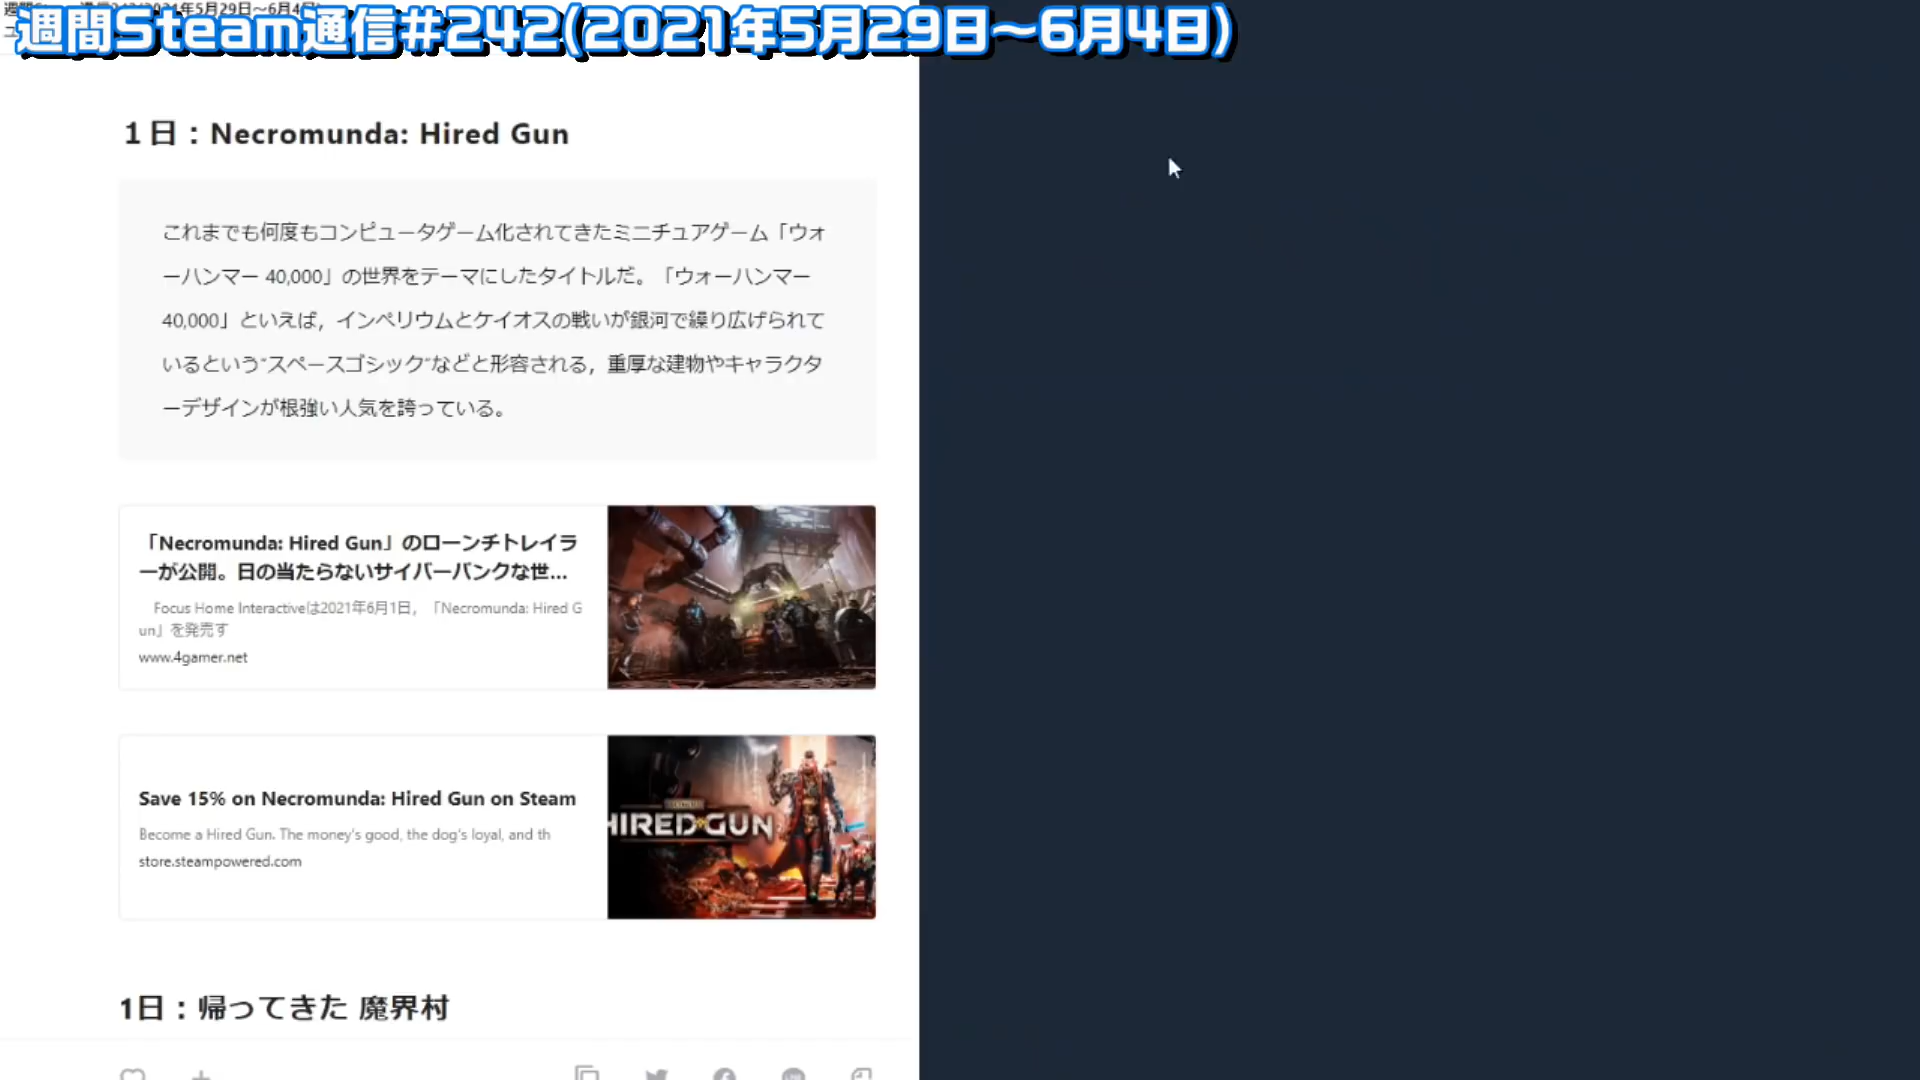 週間Steam通信#242(2021年5月29日～6月4日)
1日：Necromunda: Hired Gun
これまでも何度もコンピュータゲーム化されてきたミニチュアゲーム「ウォ
ーハンマー 40,000」の世界をテーマにしたタイトルだ。「ウォーハンマー
40,000」といえば，インペリウムとケイオスの戦いが銀河で繰り広げられて
いるという“スペースゴシック”などと形容される，重厚な建物やキャラクタ
ーデザインが根強い人気を誇っている。
「Necromunda: Hired Gun」のローンチトレイラ
ーが公開。日の当たらないサイバーパンクな世...
Focus Home Interactiveは2021年6月1日，「Necromunda: Hired G
un」を発売す
www.4gamer.net
Save 15% on Necromunda: Hired Gun on Steam
Become a Hired Gun. The money's good, the dog's loyal, and th
store.steampowered.com
HIRED GUN
1日：帰ってきた 魔界村